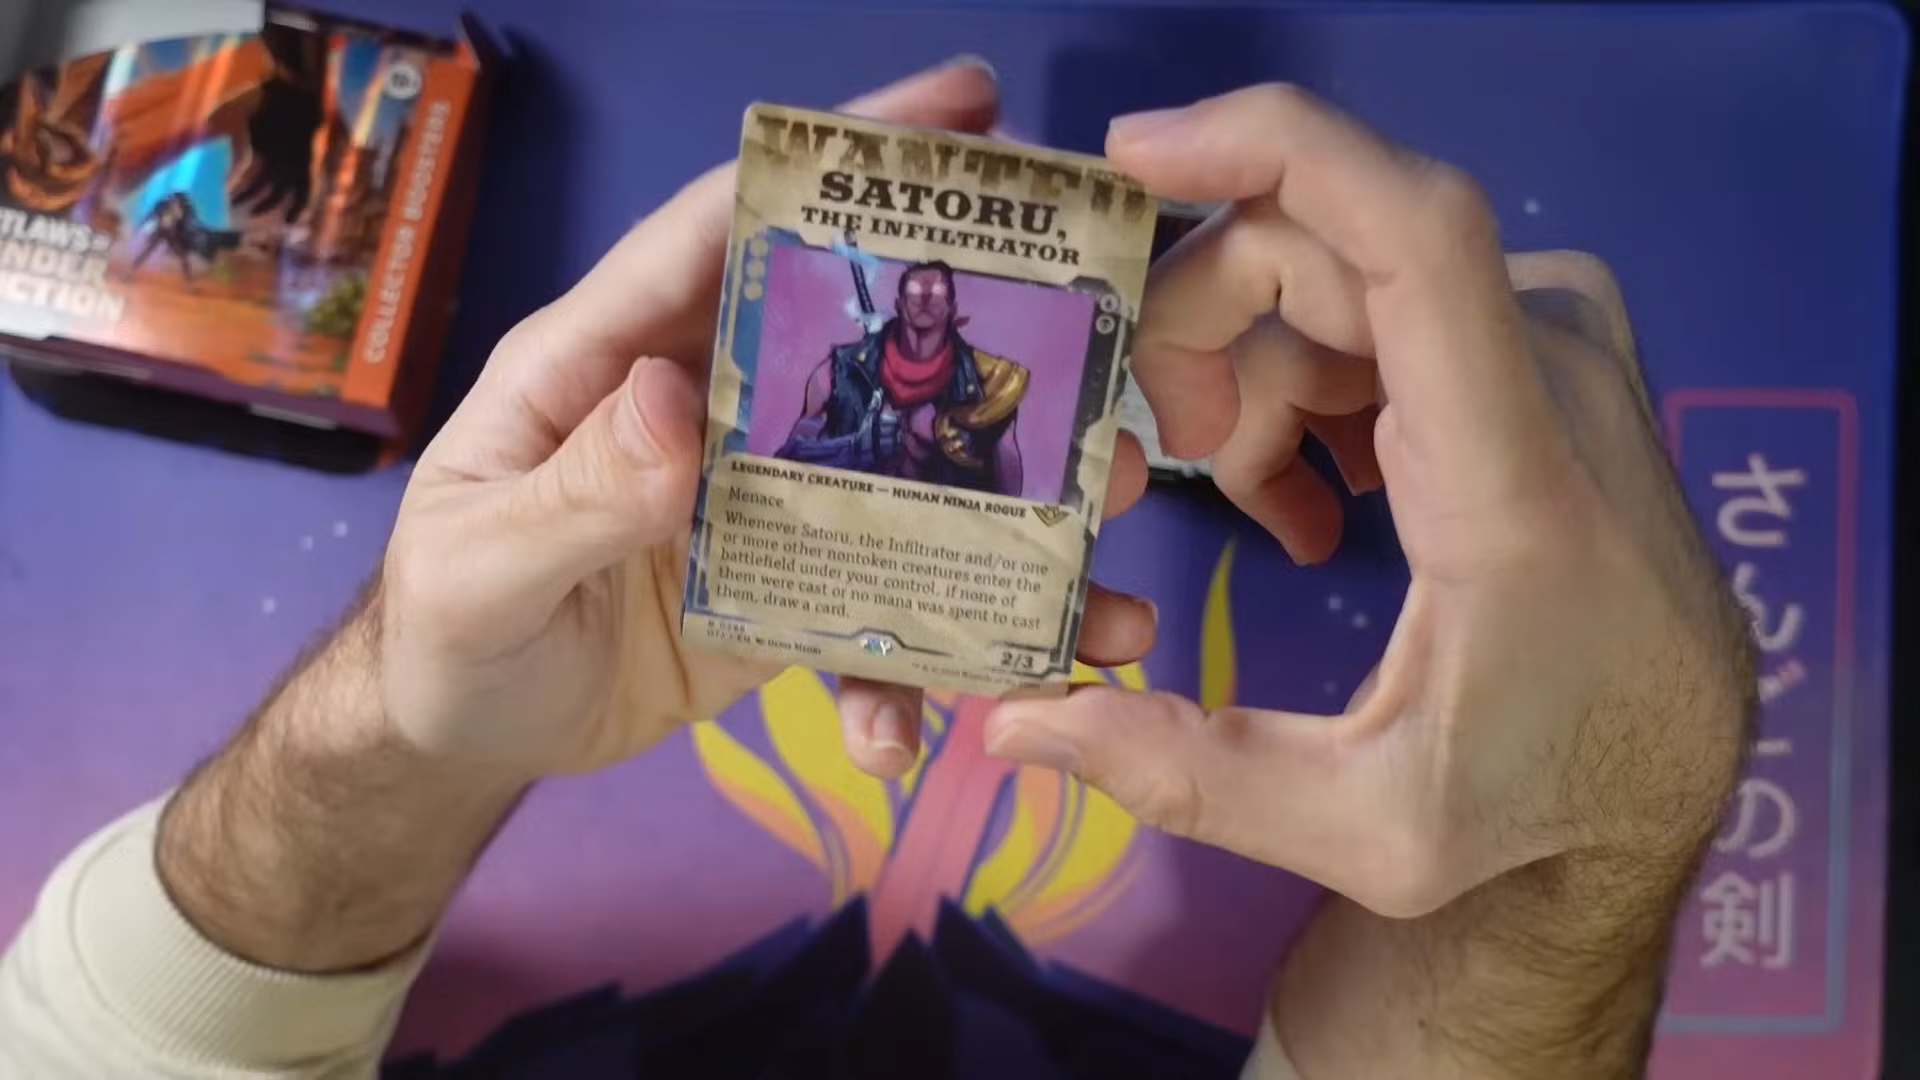 WANTED
SATORU,
THE INFILTRATOR
LEGENDARY CREATURE — HUMAN NINJA ROGUE
Menace
Whenever Satoru, the Infiltrator and/or one
or more other nontoken creatures enter the
battlefield under your control, if none of
them were cast or no mana was spent to cast
them, draw a card.
2/3
COLLECTOR BOOSTERS
の剣